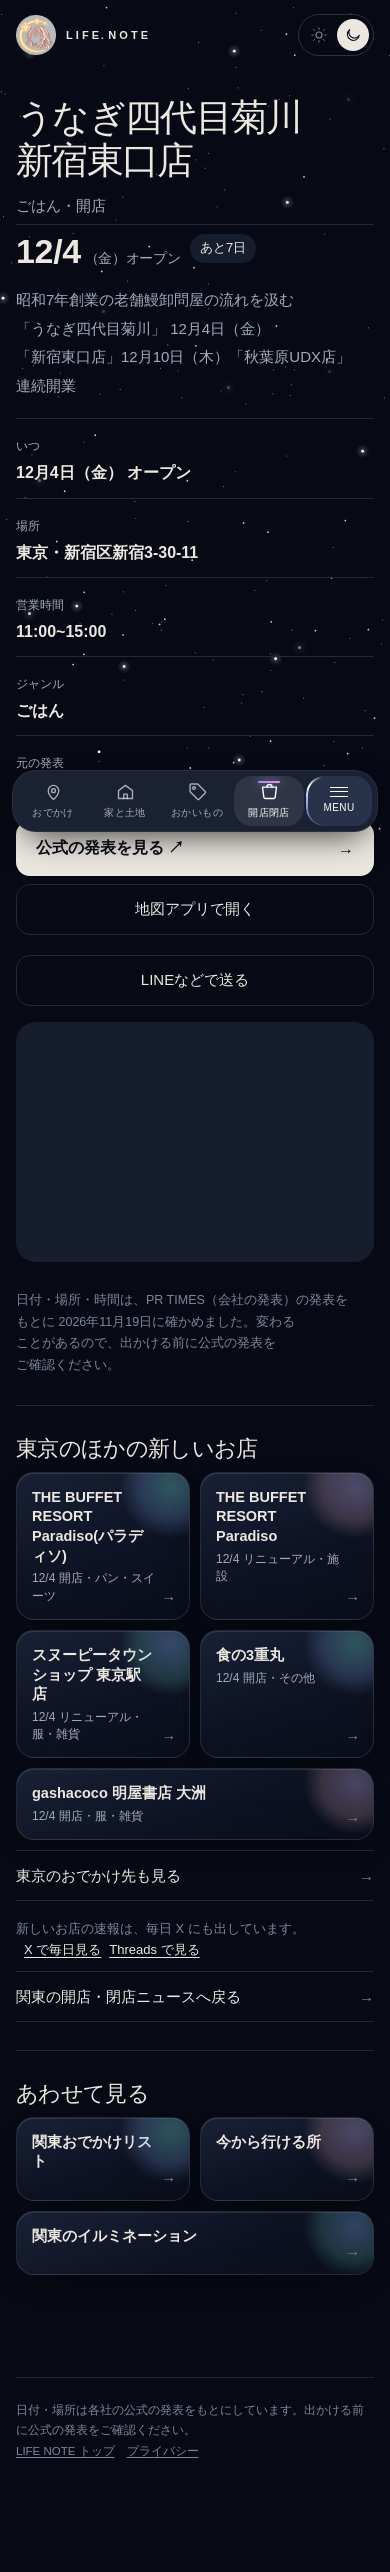 LIFE.NOTE
うなぎ四代目菊川
新宿東口店
ごはん・開店
12/4 （金）オープン あと7日
昭和7年創業の老舗鰻卸問屋の流れを汲む
「うなぎ四代目菊川」 12月4日（金）
「新宿東口店」12月10日（木）「秋葉原UDX店」
連続開業
いつ
12月4日（金） オープン
場所
東京・新宿区新宿3-30-11
営業時間
11:00~15:00
ジャンル
ごはん
元の発表
おでかけ 家と土地 おかいもの 開店閉店 MENU
公式の発表を見る ↗ →
地図アプリで開く
LINEなどで送る
日付・場所・時間は、PR TIMES（会社の発表）の発表を
もとに 2026年11月19日に確かめました。変わる
ことがあるので、出かける前に公式の発表を
ご確認ください。
東京のほかの新しいお店
THE BUFFET
RESORT
Paradiso(パラデ
ィソ)
12/4 開店・パン・スイ
ーツ →
THE BUFFET
RESORT
Paradiso
12/4 リニューアル・施
設 →
スヌーピータウン
ショップ 東京駅
店
12/4 リニューアル・
服・雑貨 →
食の3重丸
12/4 開店・その他
→
gashacoco 明屋書店 大洲
12/4 開店・服・雑貨 →
東京のおでかけ先も見る →
新しいお店の速報は、毎日 X にも出しています。
X で毎日見る Threads で見る
関東の開店・閉店ニュースへ戻る →
あわせて見る
関東おでかけリス
ト →
今から行ける所
→
関東のイルミネーション
→
日付・場所は各社の公式の発表をもとにしています。出かける前
に公式の発表をご確認ください。
LIFE NOTE トップ プライバシー